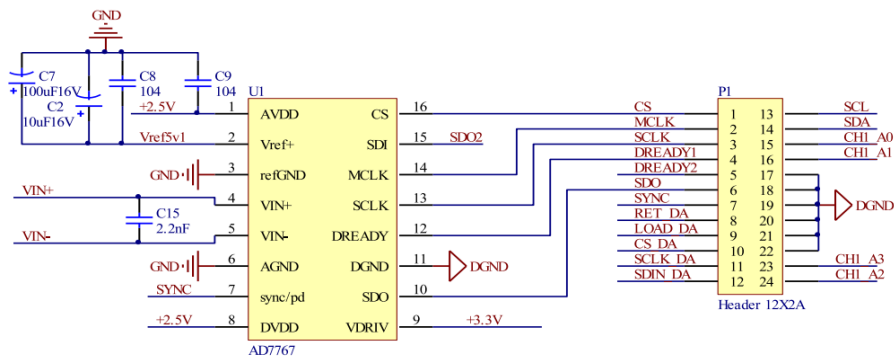 GND
C7
100uF16V
C2
10uF16V
C8
104
C9
104
+2.5V
Vref5v1
GND
VIN+
C15
2.2nF
VIN-
GND
SYNC
+2.5V
U1
1 AVDD CS 16
2 Vref+ SDI 15 SDO2
3 refGND MCLK 14
4 VIN+ SCLK 13
5 VIN- DREADY 12
6 AGND DGND 11 DGND
7 sync/pd SDO 10
8 DVDD VDRIV 9 +3.3V
AD7767
P1
CS 1 13 SCL
MCLK 2 14 SDA
SCLK 3 15 CH1_A0
DREADY1 4 16 CH1_A1
DREADY2 5 17
SDO 6 18
SYNC 7 19 DGND
RET_DA 8 20
LOAD_DA 9 21
CS_DA 10 22
SCLK_DA 11 23 CH1_A3
SDIN_DA 12 24 CH1_A2
Header 12X2A